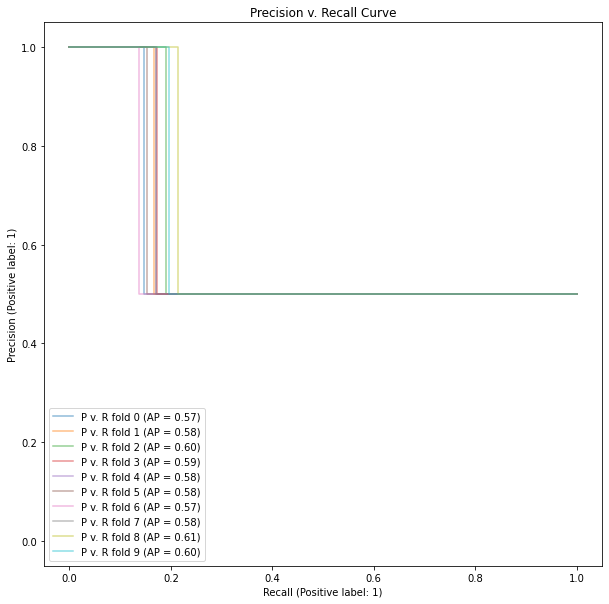 Precision v. Recall Curve
Precision (Positive label: 1)
1.0
0.8
0.6
0.4
0.2
0.0
P v. R fold 0 (AP = 0.57)
P v. R fold 1 (AP = 0.58)
P v. R fold 2 (AP = 0.60)
P v. R fold 3 (AP = 0.59)
P v. R fold 4 (AP = 0.58)
P v. R fold 5 (AP = 0.58)
P v. R fold 6 (AP = 0.57)
P v. R fold 7 (AP = 0.58)
P v. R fold 8 (AP = 0.61)
P v. R fold 9 (AP = 0.60)
0.0 0.2 0.4 0.6 0.8 1.0
Recall (Positive label: 1)